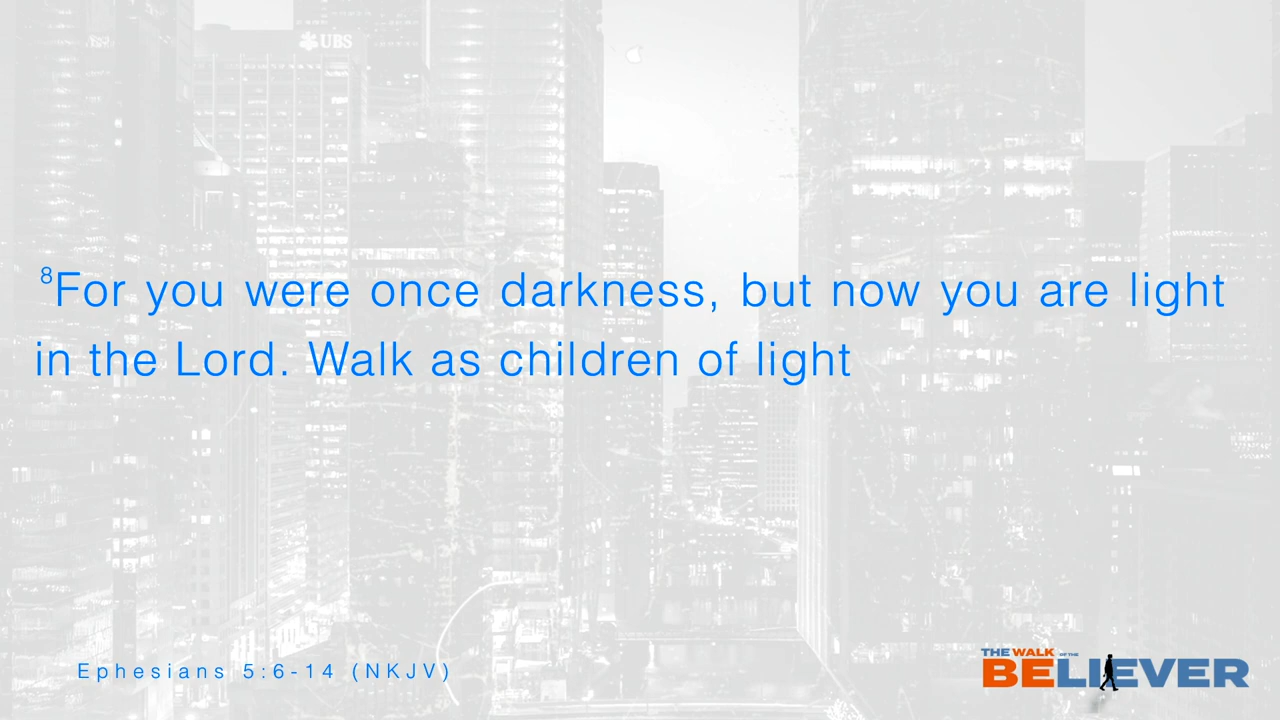 UBS
⁸For you were once darkness, but now you are light
in the Lord. Walk as children of light
Ephesians 5:6-14 (NKJV)
THE WALK OF THE
BELIEVER